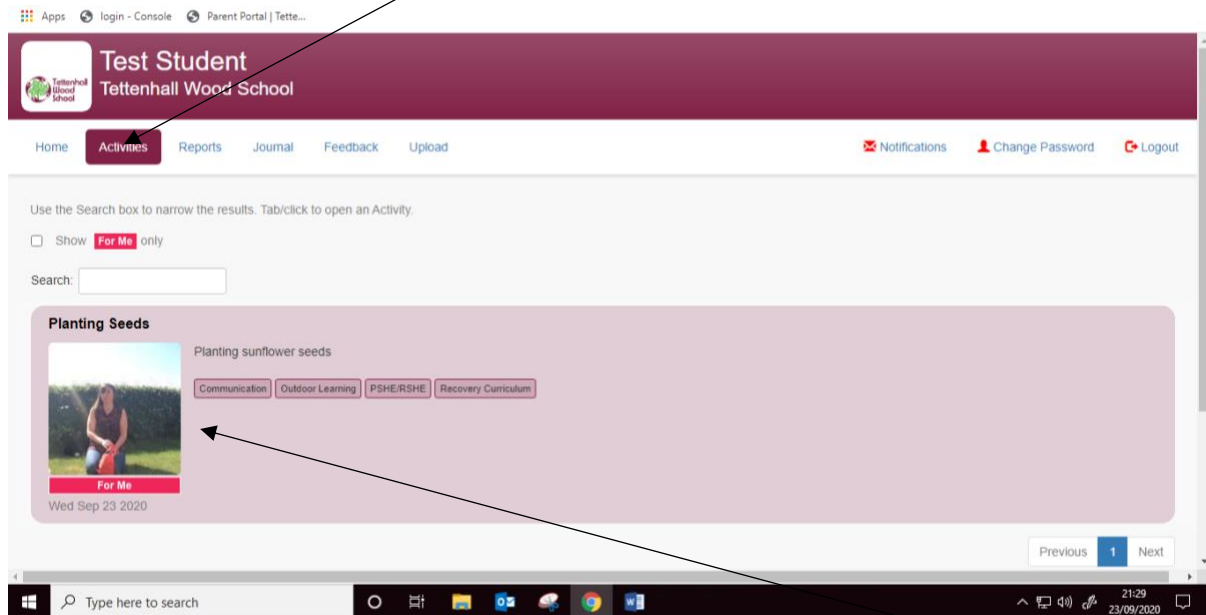 Apps login - Console Parent Portal | Tette...
Test Student
Tettenhall Wood School
Tettenhall
Wood
School
Home Activities Reports Journal Feedback Upload Notifications Change Password Logout
Use the Search box to narrow the results. Tab/click to open an Activity.
Show For Me only
Search:
Planting Seeds
Planting sunflower seeds
Communication Outdoor Learning PSHE/RSHE Recovery Curriculum
For Me
Wed Sep 23 2020
Previous 1 Next
Type here to search
21:29
23/09/2020